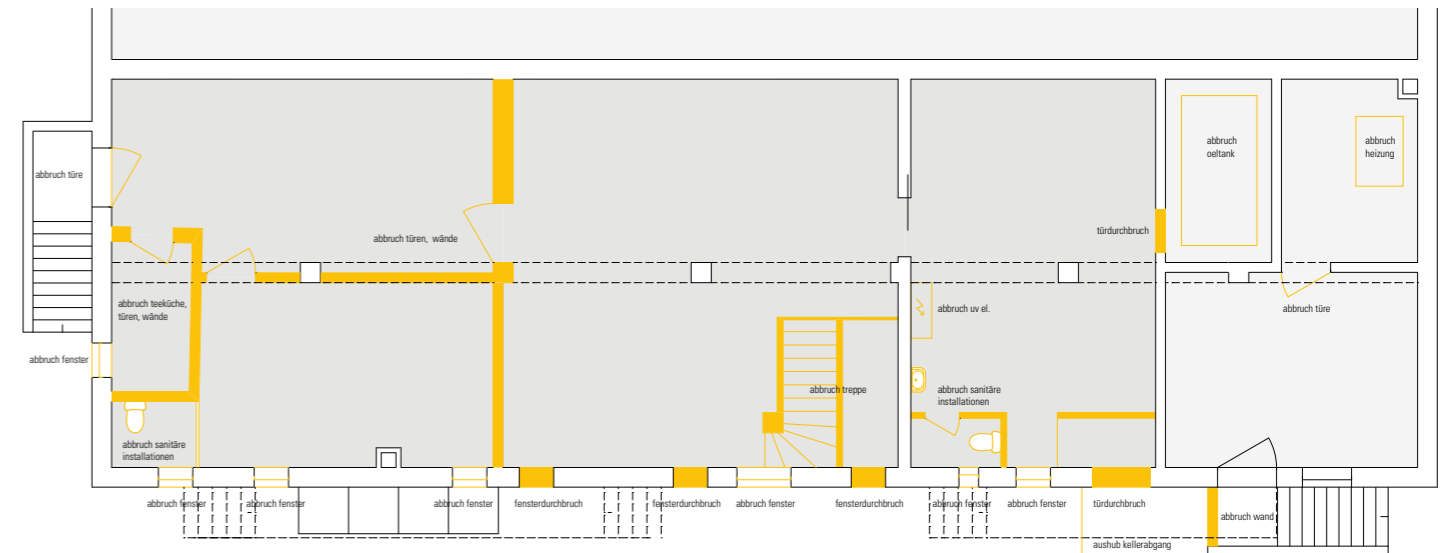 abbruch oeltank
abbruch heizung
abbruch türe
türdurchbruch
abbruch türen, wände
abbruch teeküche,
türen, wände
abbruch uv el.
abbruch türe
abbruch fenster
abbruch treppe
abbruch sanitäre
installationen
abbruch sanitäre
installationen
abbruch fenster
abbruch fenster
abbruch fenster
fensterdurchbruch
fensterdurchbruch
abbruch fenster
fensterdurchbruch
abbruch fenster
abbruch fenster
türdurchbruch
abbruch wand
aushub kellerabgang